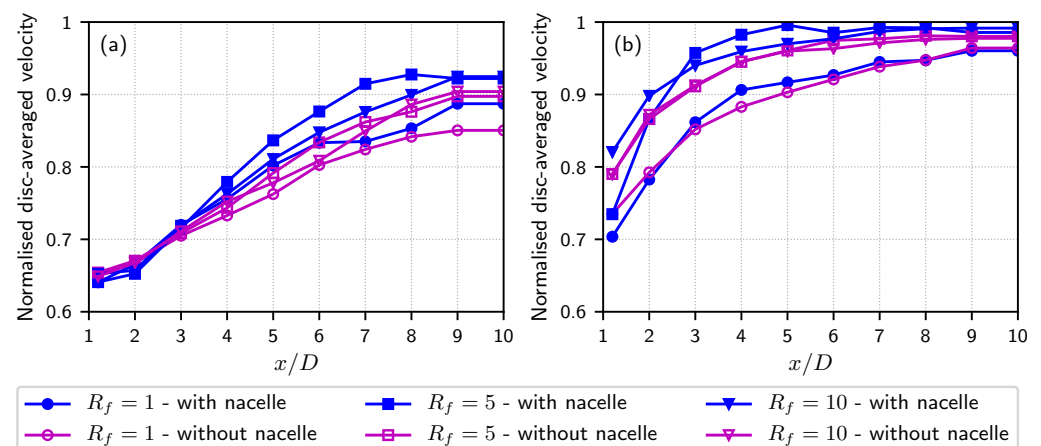 Normalised disc-averaged velocity
1
0.9
0.8
0.7
0.6
(a)
1 2 3 4 5 6 7 8 9 10
x/D
Normalised disc-averaged velocity
1
0.9
0.8
0.7
0.6
(b)
1 2 3 4 5 6 7 8 9 10
x/D
R_f = 1 - with nacelle
R_f = 5 - with nacelle
R_f = 10 - with nacelle
R_f = 1 - without nacelle
R_f = 5 - without nacelle
R_f = 10 - without nacelle